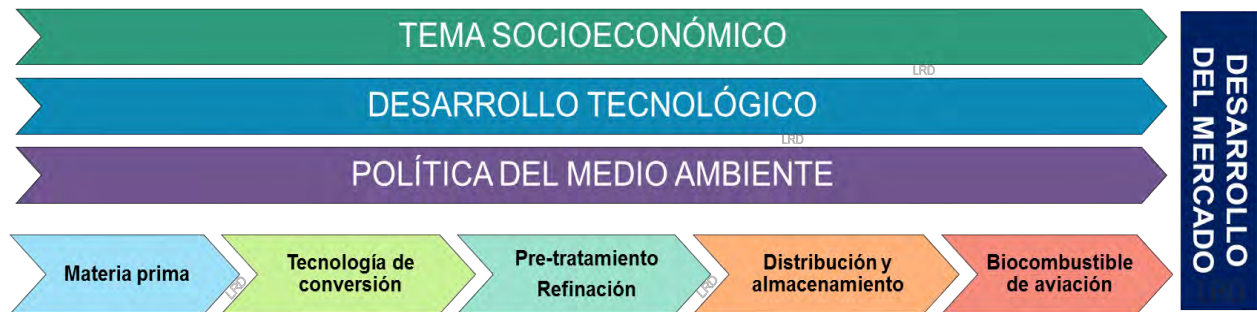 TEMA SOCIOECONÓMICO
LRD
DESARROLLO TECNOLÓGICO
LRD
POLÍTICA DEL MEDIO AMBIENTE
DESARROLLO
DEL MERCADO
Materia prima
LRD
Tecnología de
conversión
Pre-tratamiento
Refinación
LRD
Distribución y
almacenamiento
Biocombustible
de aviación